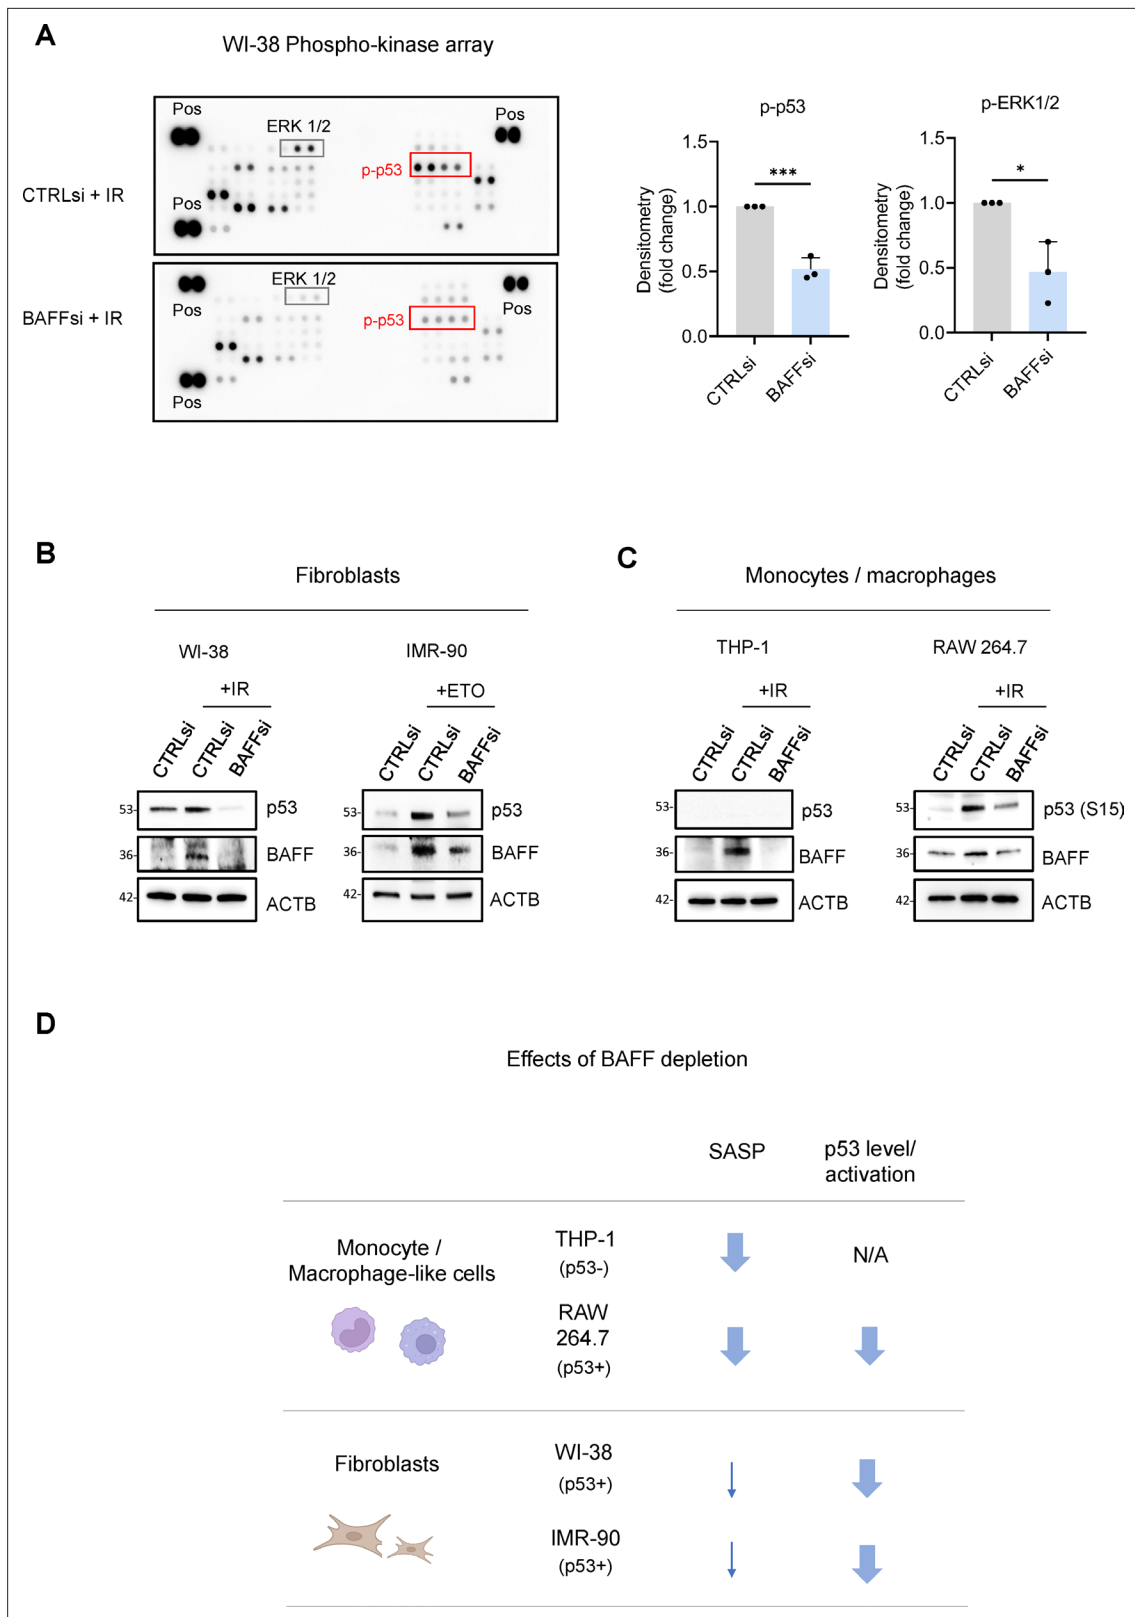 A
WI-38 Phospho-kinase array
CTRLsi + IR
Pos
ERK 1/2
Pos
p-p53
Pos
BAFFsi + IR
ERK 1/2
Pos
Pos
p-p53
Pos
p-p53
Densitometry
(fold change)
1.0
0.5
0.0
***
CTRLsi
BAFFsi
p-ERK1/2
Densitometry
(fold change)
1.0
0.5
0.0
*
CTRLsi
BAFFsi
B
Fibroblasts
WI-38
+IR
CTRLsi
CTRLsi
BAFFsi
53-
p53
36-
BAFF
42-
ACTB
IMR-90
+ETO
CTRLsi
CTRLsi
BAFFsi
53-
p53
36-
BAFF
42-
ACTB
C
Monocytes / macrophages
THP-1
+IR
CTRLsi
CTRLsi
BAFFsi
53-
p53
36-
BAFF
42-
ACTB
RAW 264.7
+IR
CTRLsi
CTRLsi
BAFFsi
53-
p53 (S15)
36-
BAFF
42-
ACTB
D
Effects of BAFF depletion
SASP
p53 level/
activation
Monocyte /
Macrophage-like cells
THP-1
(p53-)
N/A
RAW
264.7
(p53+)
Fibroblasts
WI-38
(p53+)
IMR-90
(p53+)